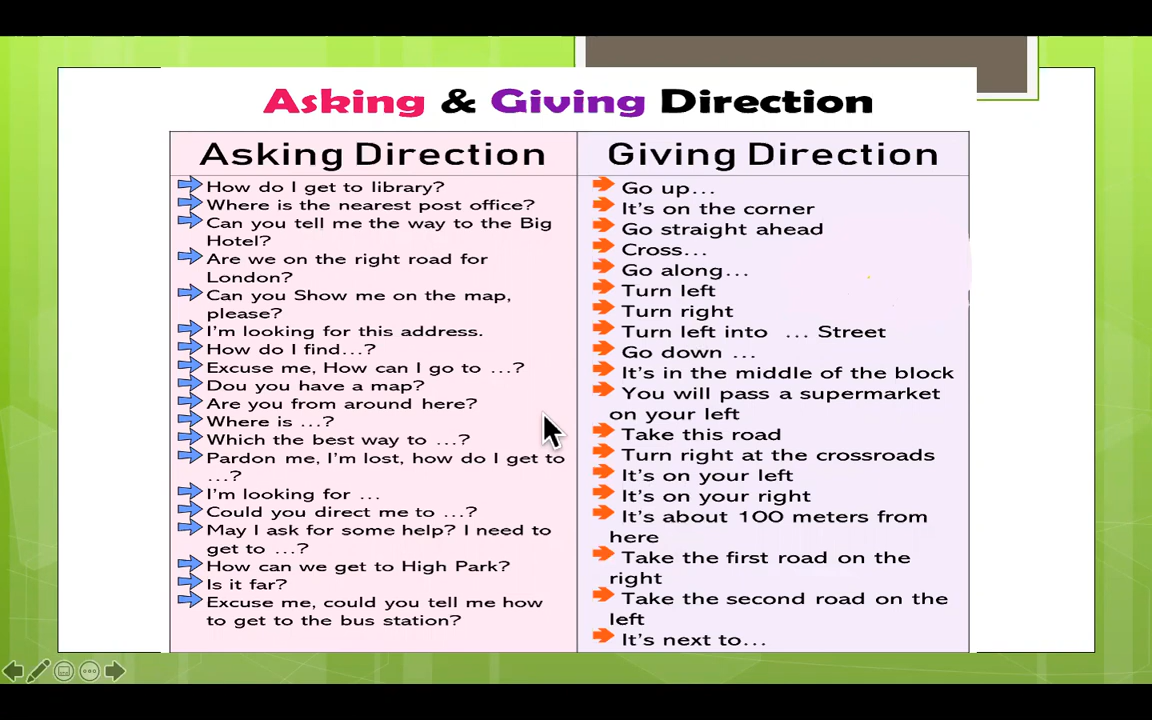 Asking & Giving Direction
Asking Direction
How do I get to library?
Where is the nearest post office?
Can you tell me the way to the Big
Hotel?
Are we on the right road for
London?
Can you Show me on the map,
please?
I'm looking for this address.
How do I find...?
Excuse me, How can I go to ...?
Dou you have a map?
Are you from around here?
Where is ...?
Which the best way to ...?
Pardon me, I'm lost, how do I get to
...?
I'm looking for ...
Could you direct me to ...?
May I ask for some help? I need to
get to ...?
How can we get to High Park?
Is it far?
Excuse me, could you tell me how
to get to the bus station?
Giving Direction
Go up...
It's on the corner
Go straight ahead
Cross...
Go along...
Turn left
Turn right
Turn left into ... Street
Go down ...
It's in the middle of the block
You will pass a supermarket
on your left
Take this road
Turn right at the crossroads
It's on your left
It's on your right
It's about 100 meters from
here
Take the first road on the
right
Take the second road on the
left
It's next to...